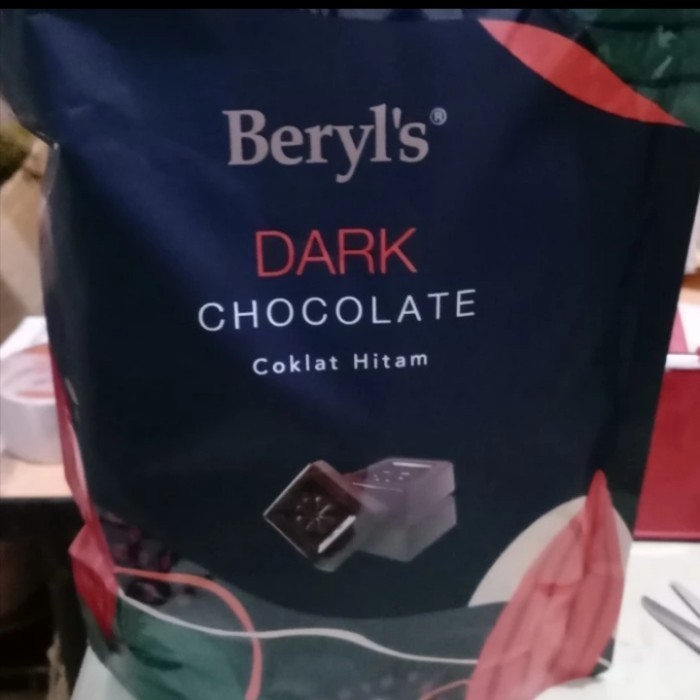 Beryl's®
DARK
CHOCOLATE
Coklat Hitam